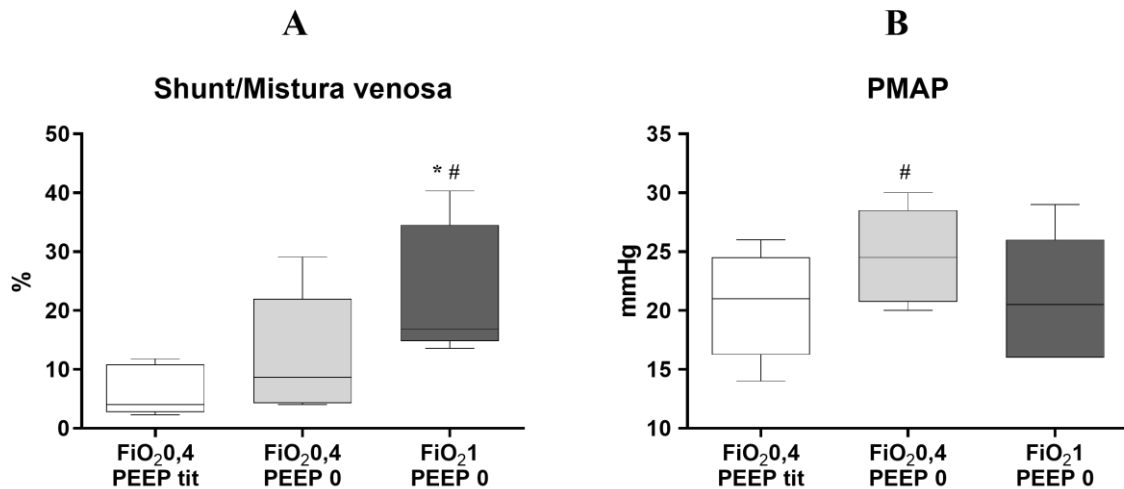 A
Shunt/Mistura venosa
50
40
30
20
10
0
%
* #
FiO₂0,4
PEEP tit
FiO₂0,4
PEEP 0
FiO₂1
PEEP 0
B
PMAP
35
30
25
20
15
10
mmHg
#
FiO₂0,4
PEEP tit
FiO₂0,4
PEEP 0
FiO₂1
PEEP 0